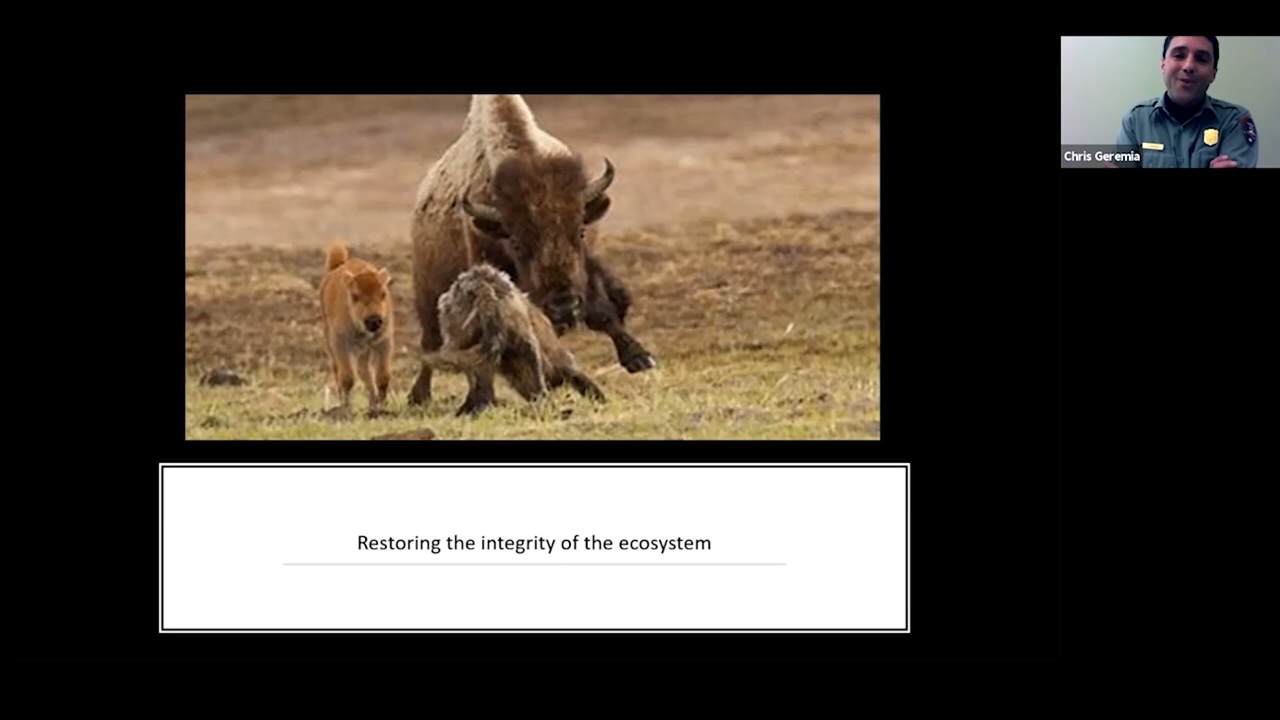 Chris Geremia
Restoring the integrity of the ecosystem